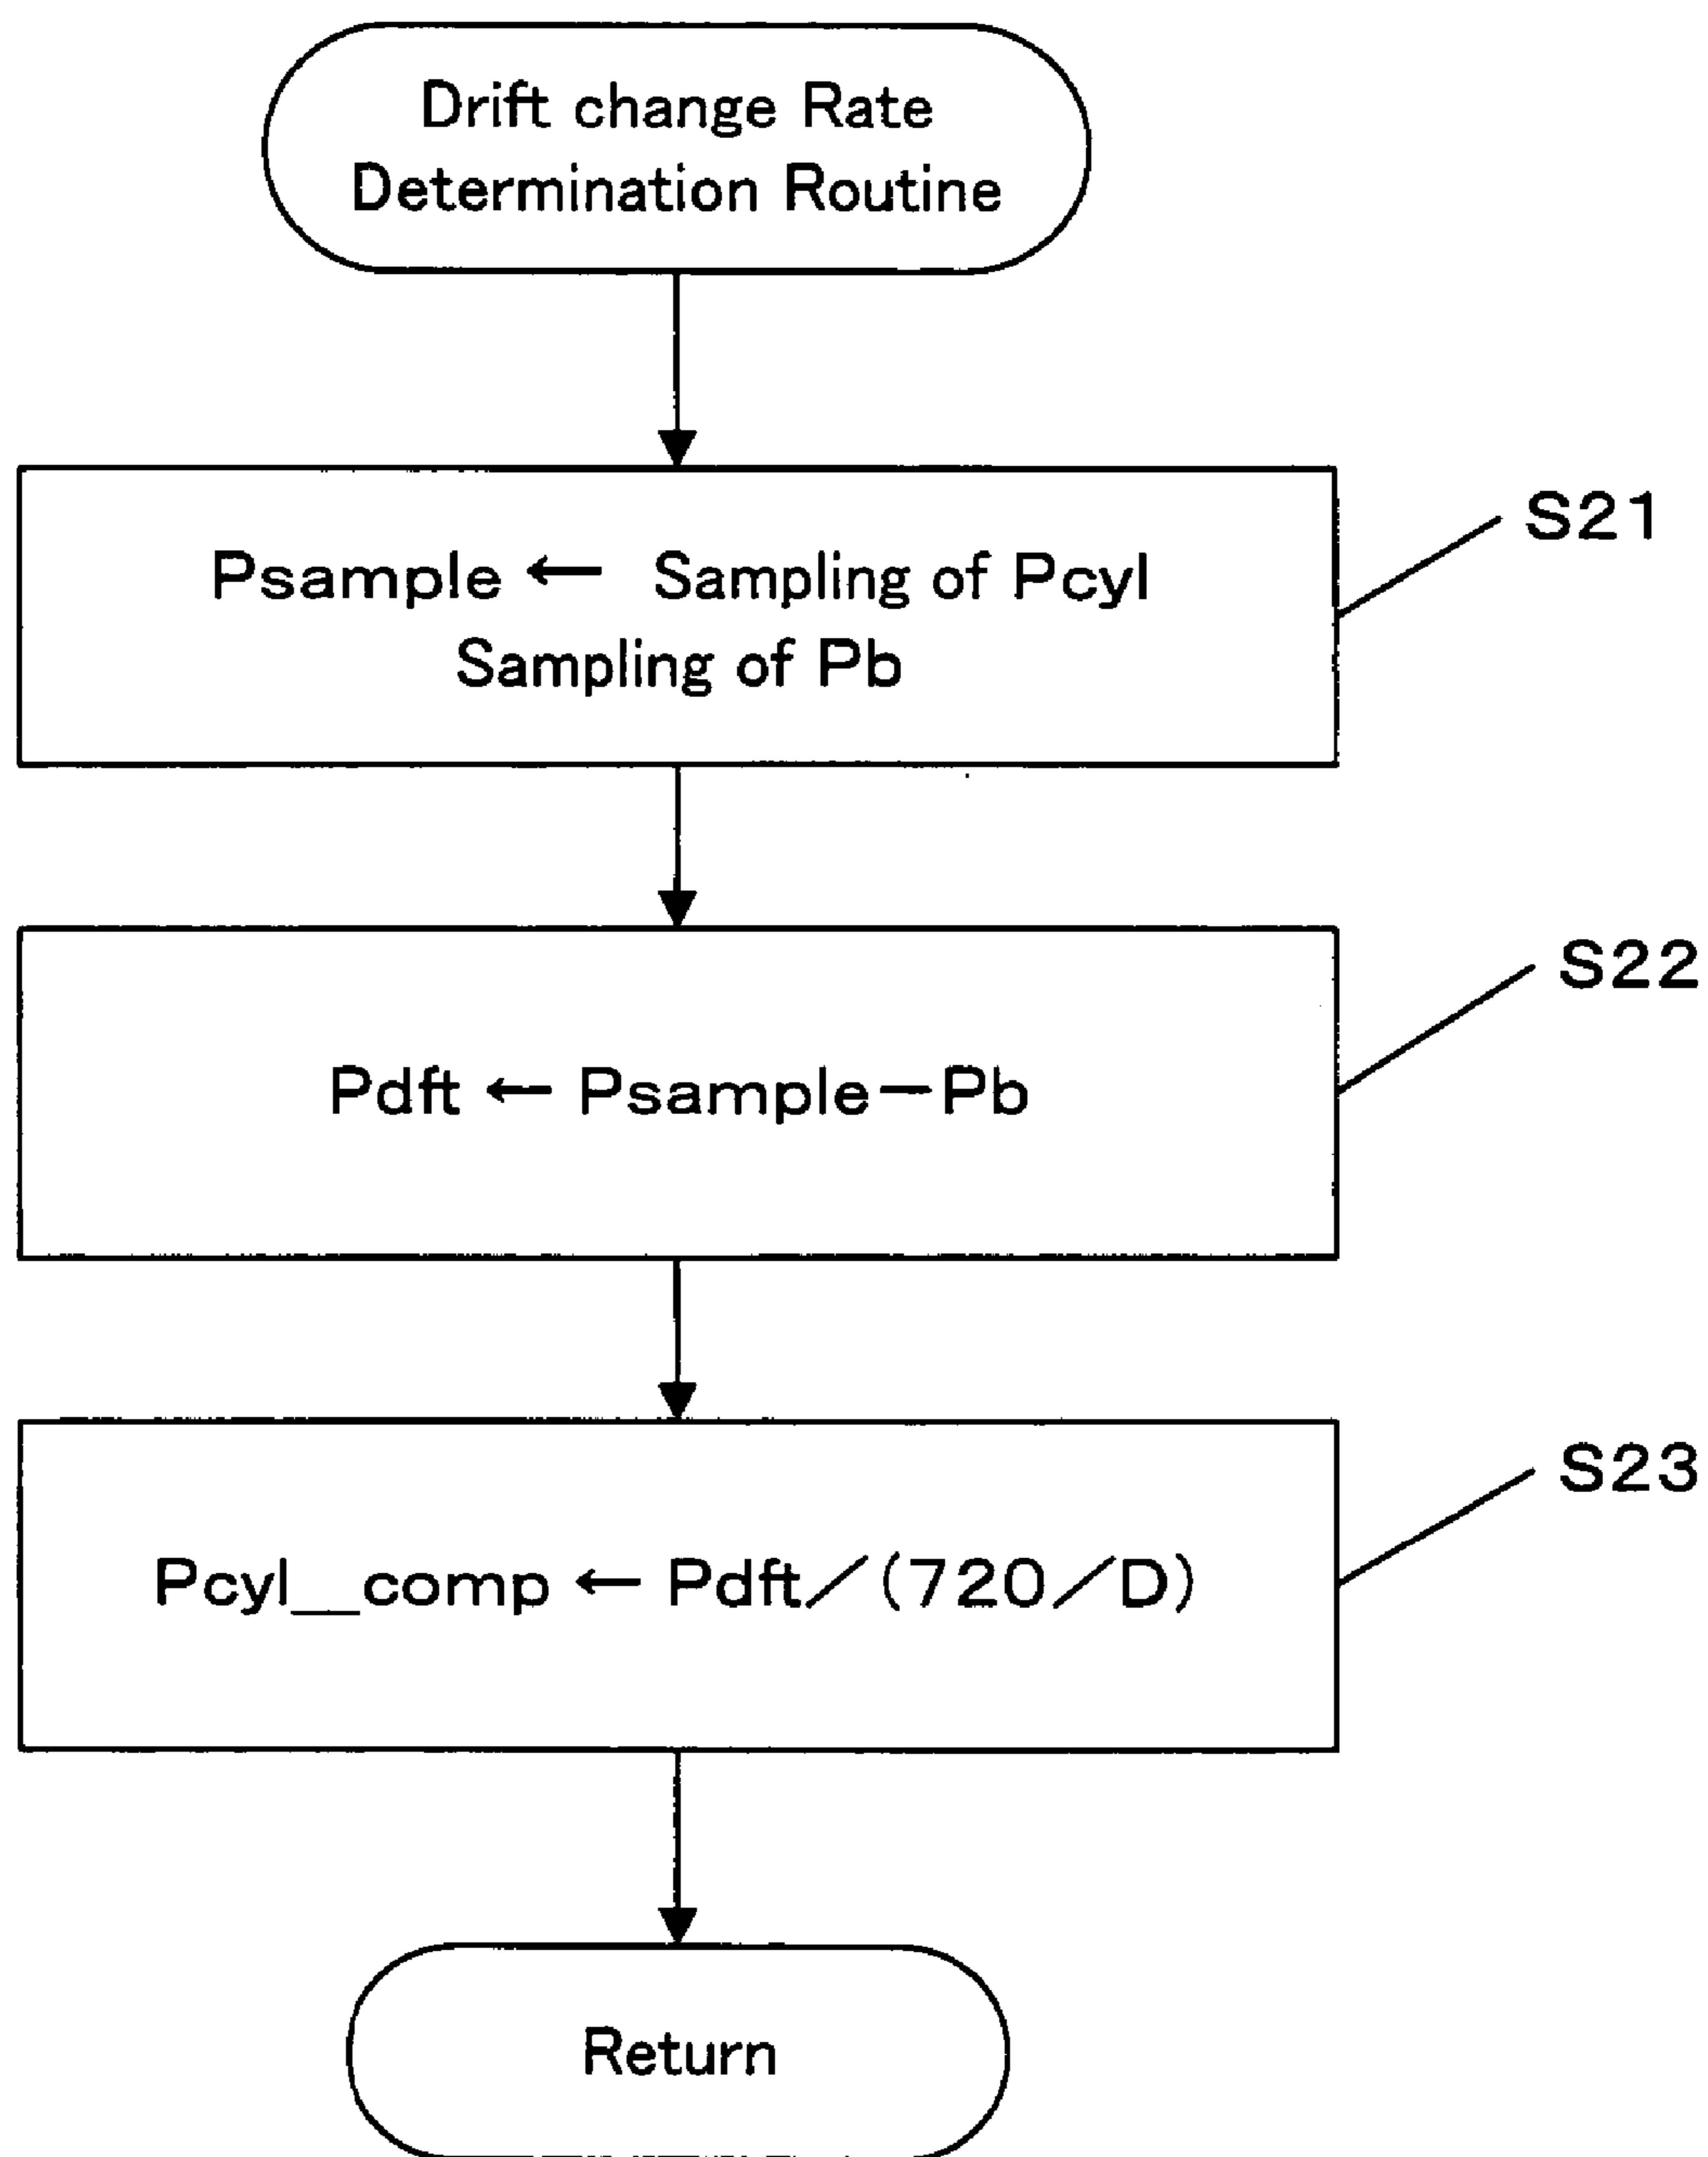 Drift change Rate
Determination Routine
Psample ← Sampling of Pcyl
Sampling of Pb
S21
Pdft ← Psample－Pb
S22
Pcyl__comp ← Pdft／(720／D)
S23
Return